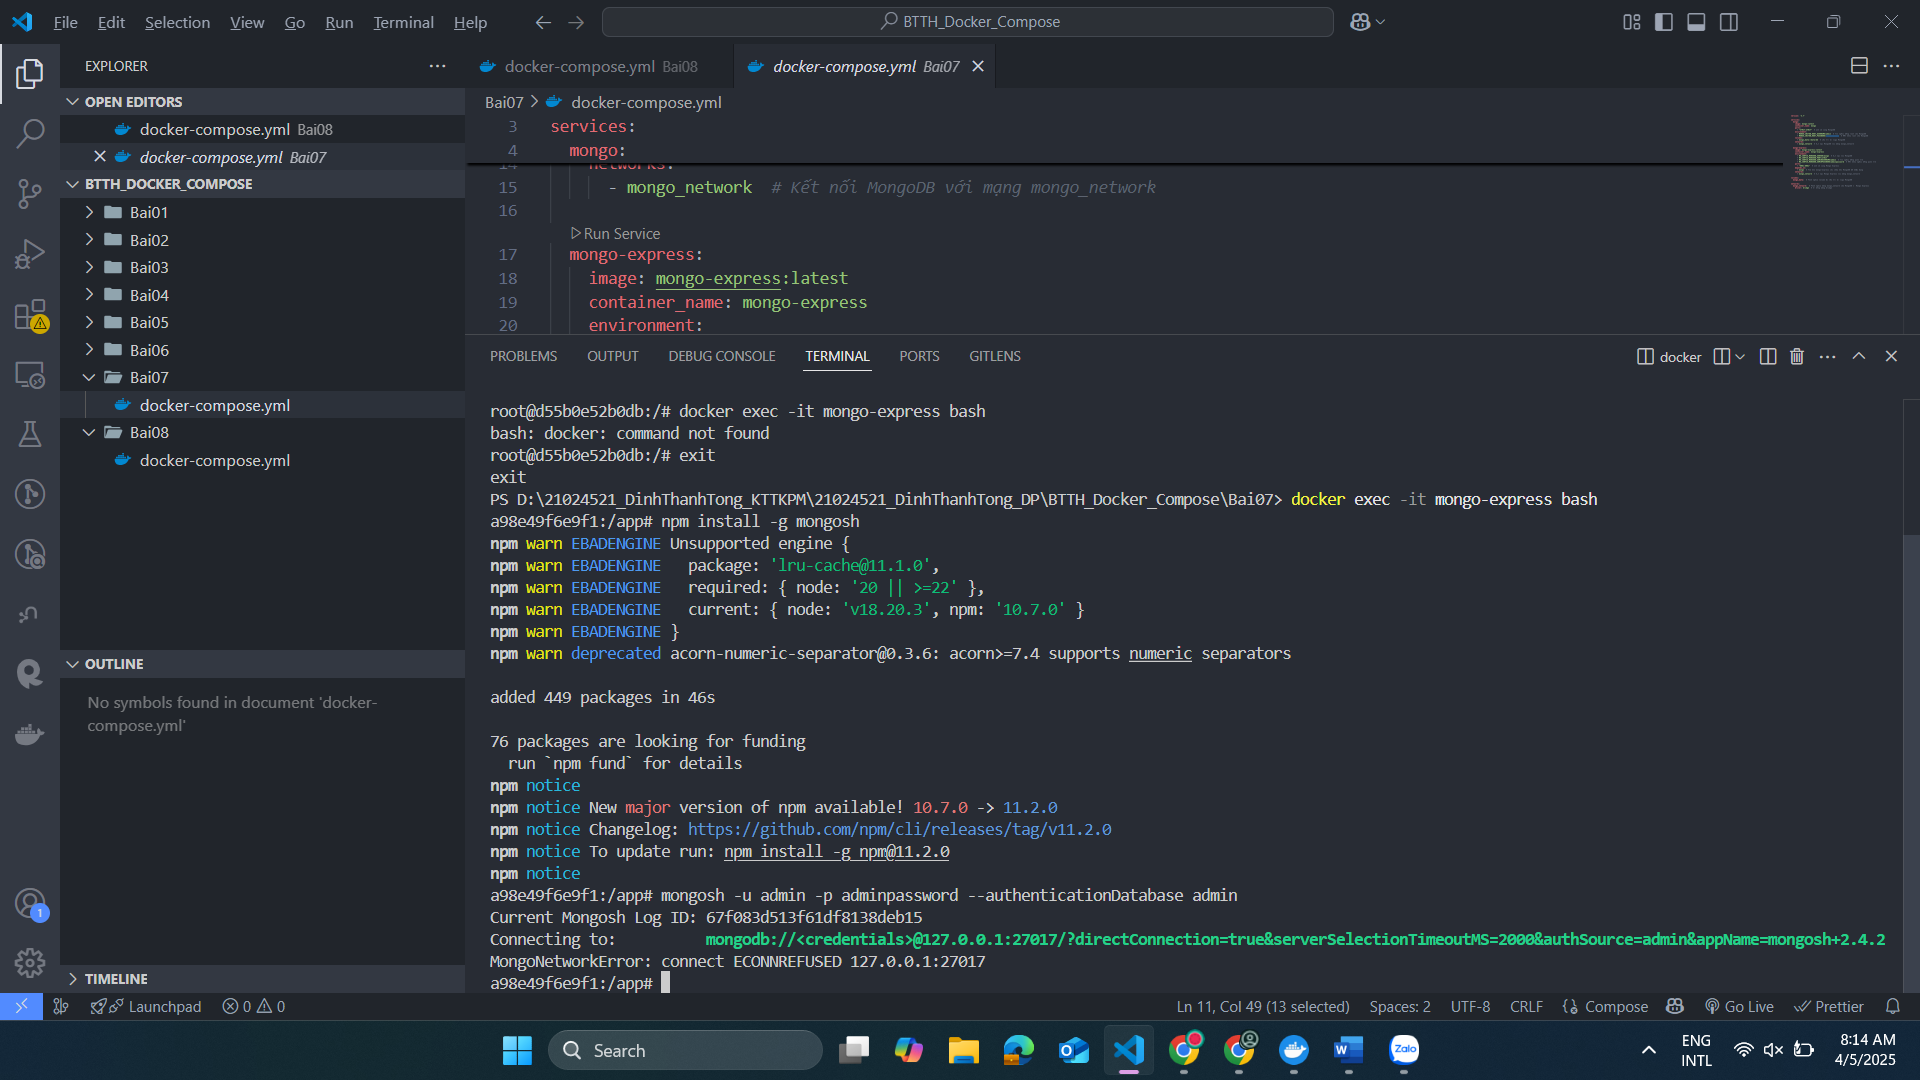 File Edit Selection View Go Run Terminal Help
BTTH_Docker_Compose
EXPLORER
OPEN EDITORS
docker-compose.yml Bai08
docker-compose.yml Bai07
BTTH_DOCKER_COMPOSE
Bai01
Bai02
Bai03
Bai04
Bai05
Bai06
Bai07
docker-compose.yml
Bai08
docker-compose.yml
OUTLINE
No symbols found in document 'docker-
compose.yml'
TIMELINE
docker-compose.yml Bai08
docker-compose.yml Bai07
Bai07 > docker-compose.yml
3 services:
4 mongo:
14 networks:
15 - mongo_network # Kết nối MongoDB với mạng mongo_network
16
Run Service
17 mongo-express:
18 image: mongo-express:latest
19 container_name: mongo-express
20 environment:
PROBLEMS OUTPUT DEBUG CONSOLE TERMINAL PORTS GITLENS
docker
root@d55b0e52b0db:/# docker exec -it mongo-express bash
bash: docker: command not found
root@d55b0e52b0db:/# exit
exit
PS D:\21024521_DinhThanhTong_KTTKPM\21024521_DinhThanhTong_DP\BTTH_Docker_Compose\Bai07> docker exec -it mongo-express bash
a98e49f6e9f1:/app# npm install -g mongosh
npm warn EBADENGINE Unsupported engine {
npm warn EBADENGINE   package: 'lru-cache@11.1.0',
npm warn EBADENGINE   required: { node: '20 || >=22' },
npm warn EBADENGINE   current: { node: 'v18.20.3', npm: '10.7.0' }
npm warn EBADENGINE }
npm warn deprecated acorn-numeric-separator@0.3.6: acorn>=7.4 supports numeric separators
added 449 packages in 46s
76 packages are looking for funding
run `npm fund` for details
npm notice
npm notice New major version of npm available! 10.7.0 -> 11.2.0
npm notice Changelog: https://github.com/npm/cli/releases/tag/v11.2.0
npm notice To update run: npm install -g npm@11.2.0
npm notice
a98e49f6e9f1:/app# mongosh -u admin -p adminpassword --authenticationDatabase admin
Current Mongosh Log ID: 67f083d513f61df8138deb15
Connecting to: mongodb://<credentials>@127.0.0.1:27017/?directConnection=true&serverSelectionTimeoutMS=2000&authSource=admin&appName=mongosh+2.4.2
MongoNetworkError: connect ECONNREFUSED 127.0.0.1:27017
a98e49f6e9f1:/app#
1
Launchpad 0 0 Ln 11, Col 49 (13 selected) Spaces: 2 UTF-8 CRLF {} Compose Go Live Prettier
Search
Zalo
ENG
INTL
8:14 AM
4/5/2025